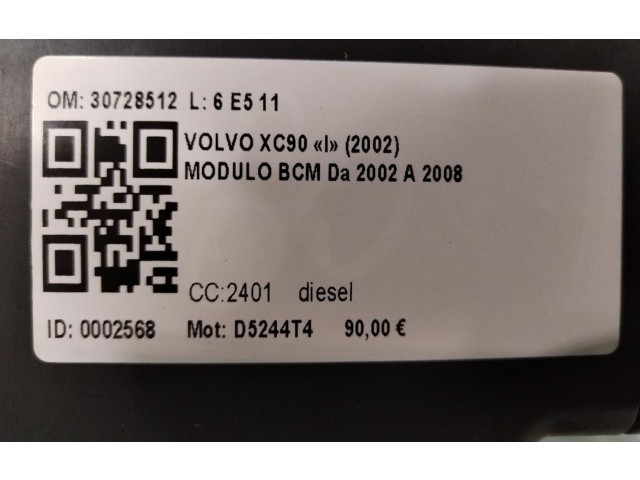 OM: 30728512 L: 6 E5 11
VOLVO XC90 «I» (2002)
MODULO BCM Da 2002 A 2008
CC:2401 diesel
ID: 0002568 Mot: D5244T4 90,00 €